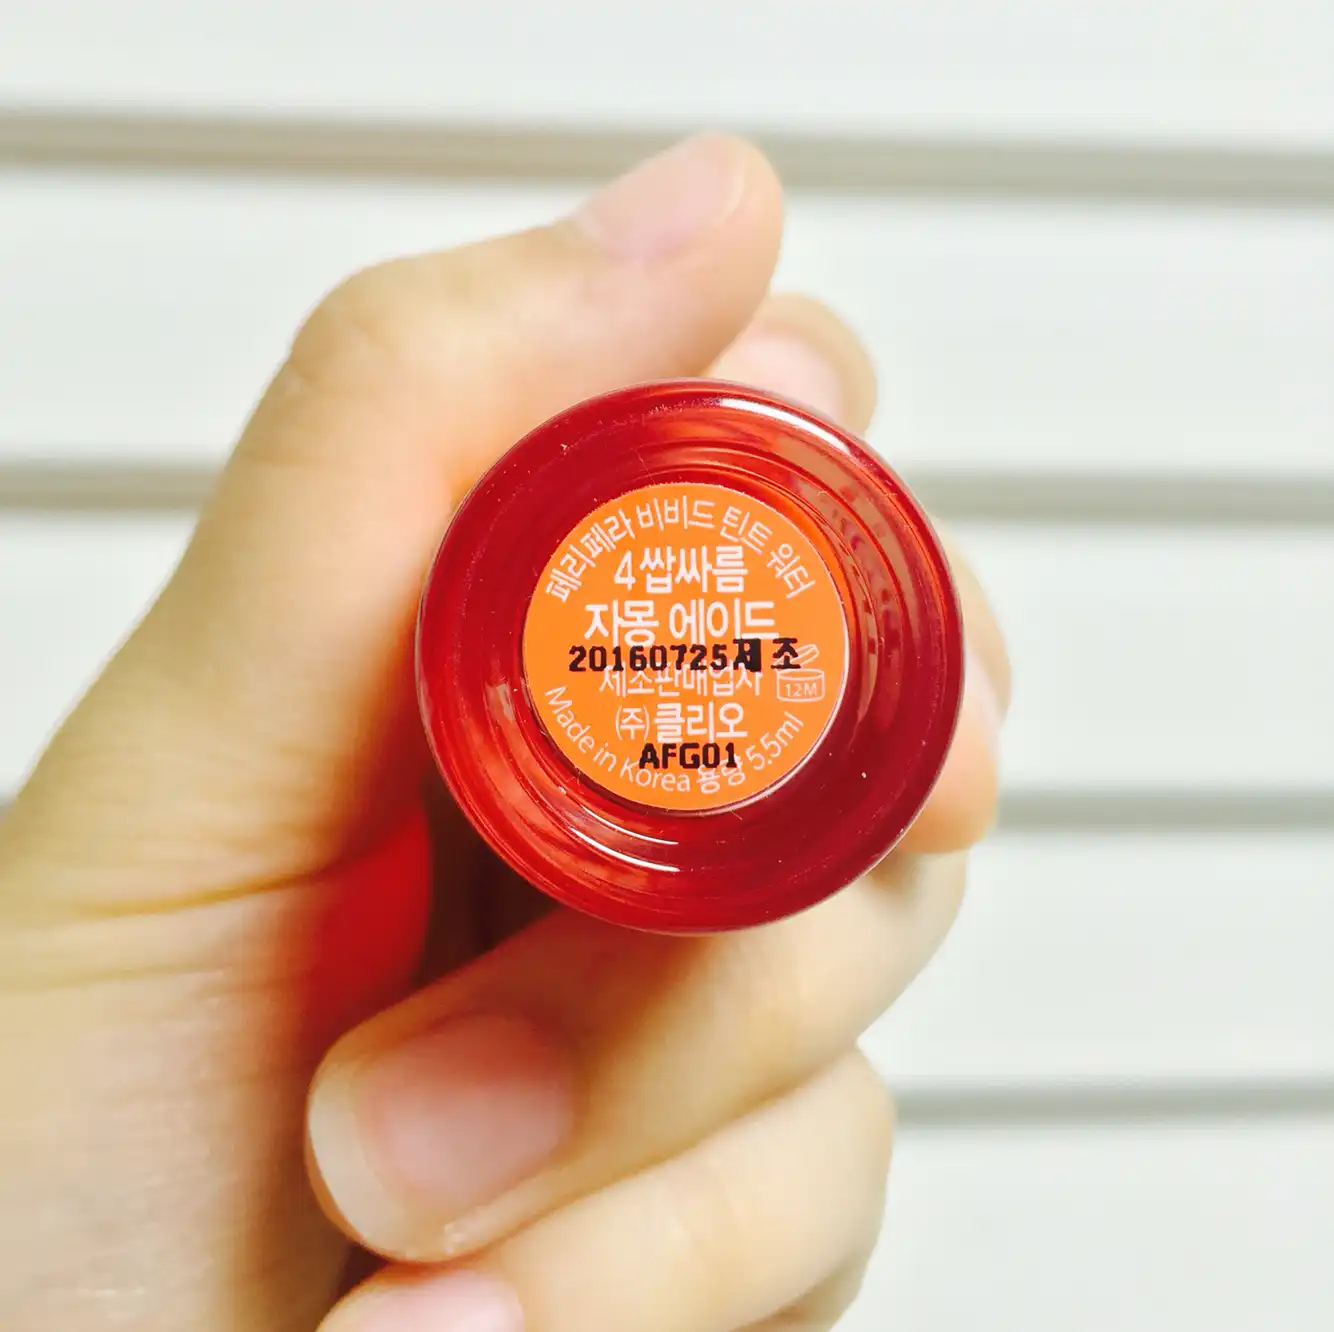 페리페라 비비드 틴트 워터
4 쌉싸름
자몽 에이드
20160725제조
제조판매업자
12M
㈜클리오
AFG01
Made in Korea 용량 5.5ml